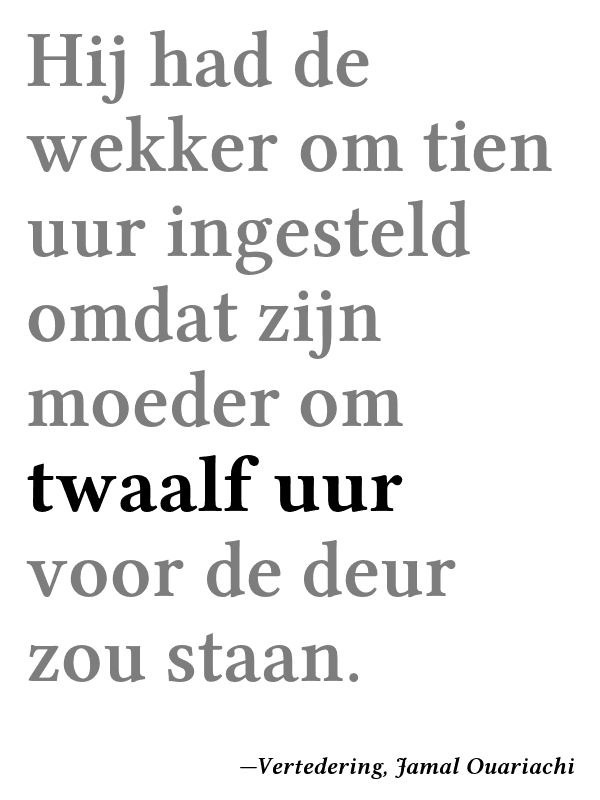 Hij had de
wekker om tien
uur ingesteld
omdat zijn
moeder om
twaalf uur
voor de deur
zou staan.
—Vertedering, Jamal Ouariachi